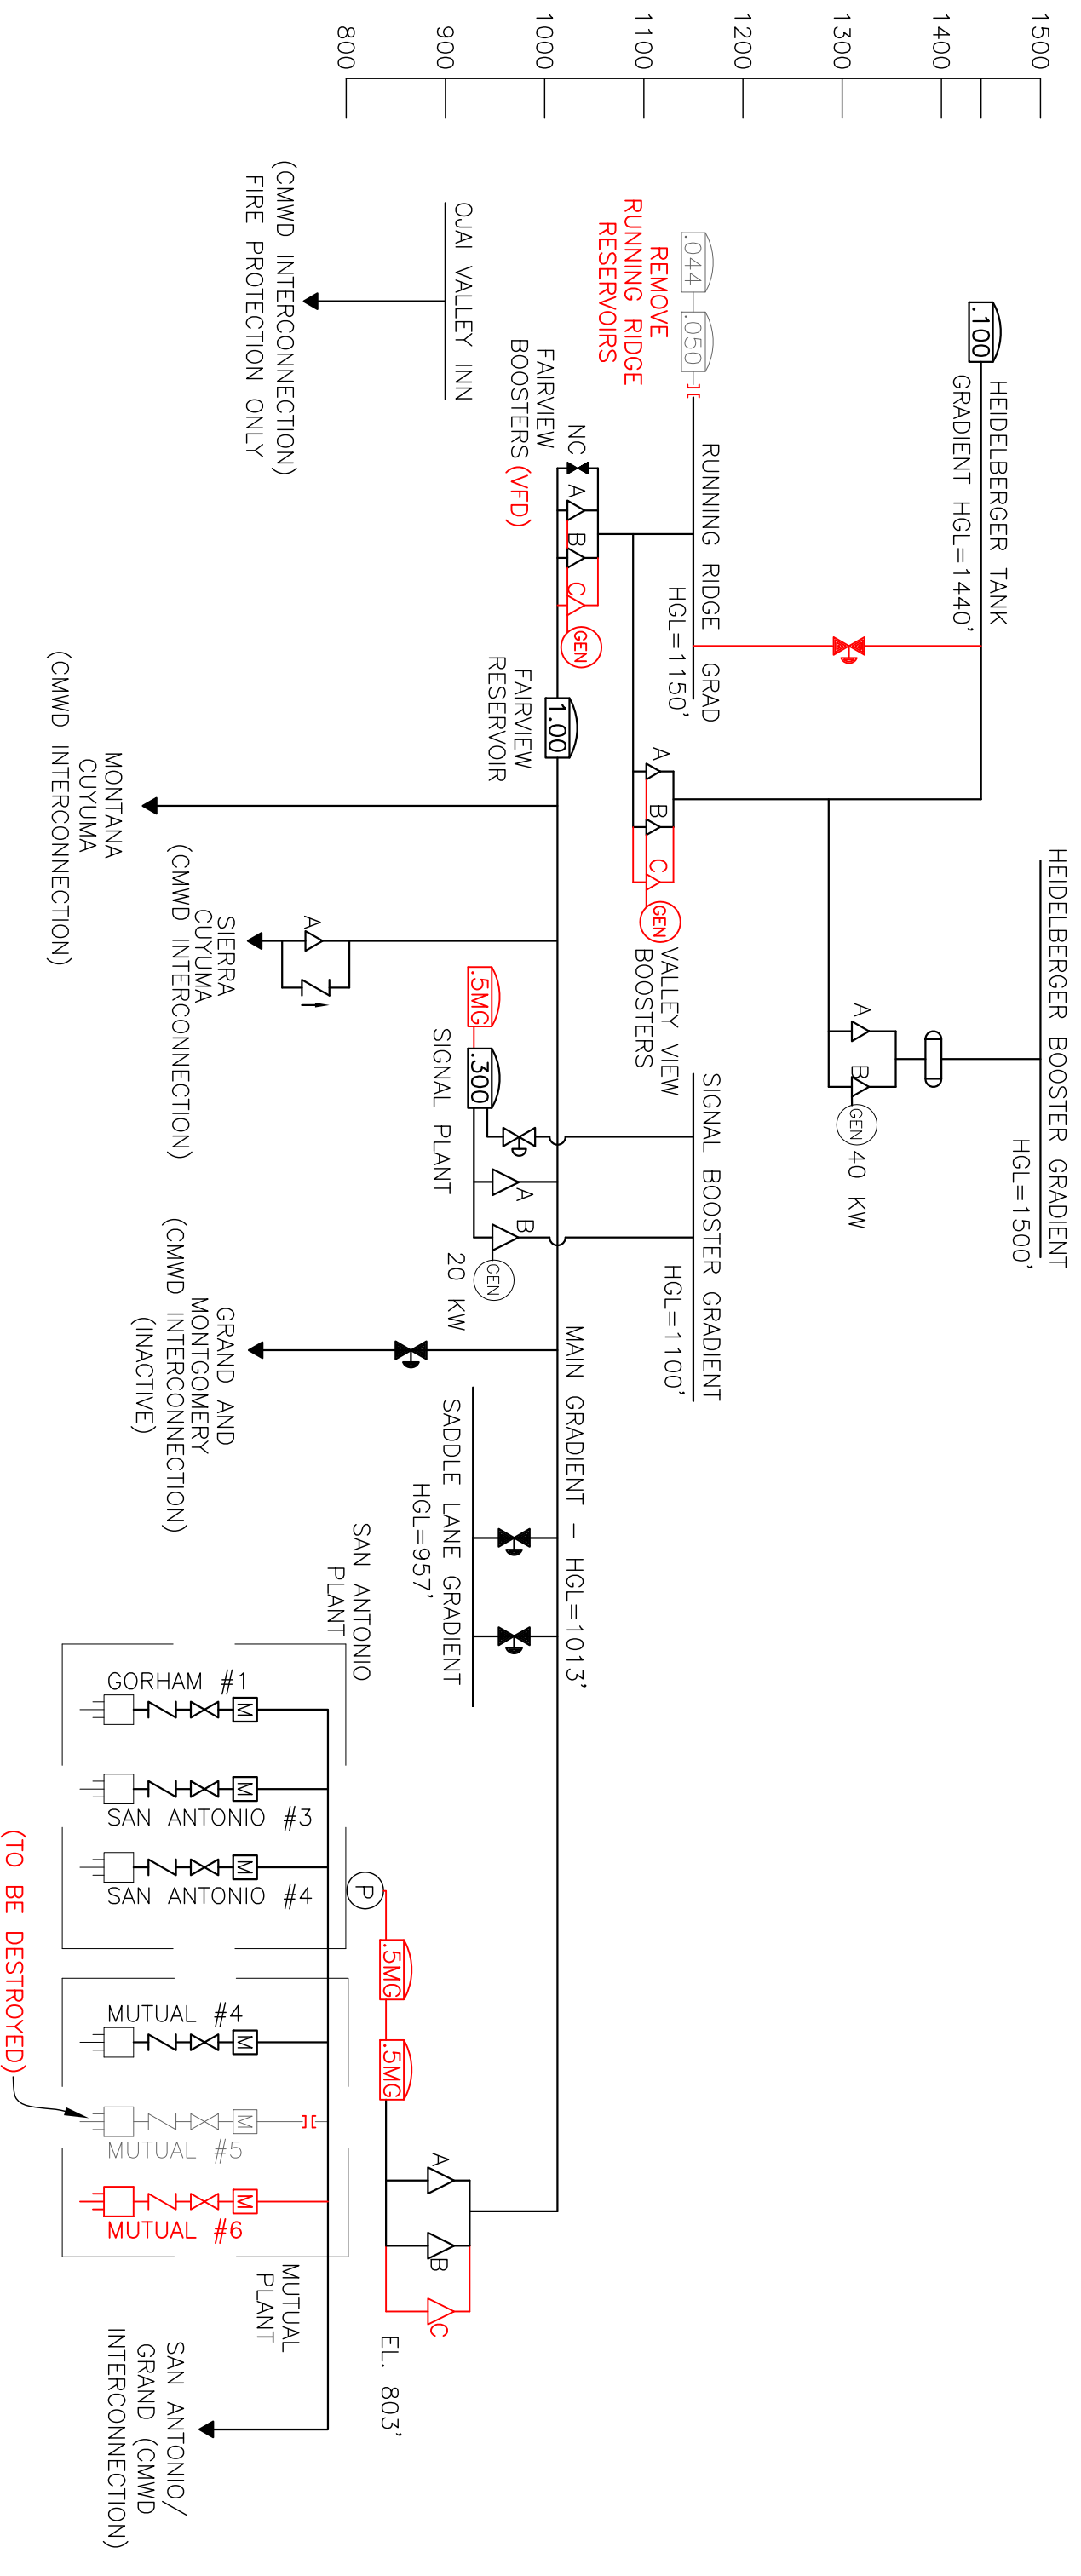 1500
1400
1300
1200
1100
1000
900
800
HEIDELBERGER BOOSTER GRADIENT
HGL=1500'
HEIDELBERGER TANK
GRADIENT HGL=1440'
.100
A
B
GEN
40 KW
.044
.050
REMOVE
RUNNING RIDGE
RESERVOIRS
RUNNING RIDGE GRAD
HGL=1150'
A
B
C
GEN
VALLEY VIEW
BOOSTERS
SIGNAL BOOSTER GRADIENT
HGL=1100'
NC
A
B
C
GEN
FAIRVIEW
BOOSTERS (VFD)
1.00
FAIRVIEW
RESERVOIR
MAIN GRADIENT – HGL=1013'
.5MG
.300
SIGNAL PLANT
A
B
GEN
20 KW
SADDLE LANE GRADIENT
HGL=957'
OJAI VALLEY INN
(CMWD INTERCONNECTION)
FIRE PROTECTION ONLY
MONTANA
CUYUMA
(CMWD INTERCONNECTION)
A
SIERRA
CUYUMA
(CMWD INTERCONNECTION)
GRAND AND
MONTGOMERY
(CMWD INTERCONNECTION)
(INACTIVE)
SAN ANTONIO
PLANT
P
.5MG
.5MG
A
B
C
EL. 803'
M
M
M
M
M
M
GORHAM #1
SAN ANTONIO #3
SAN ANTONIO #4
MUTUAL #4
MUTUAL #5
MUTUAL #6
MUTUAL
PLANT
(TO BE DESTROYED)
SAN ANTONIO/
GRAND (CMWD
INTERCONNECTION)